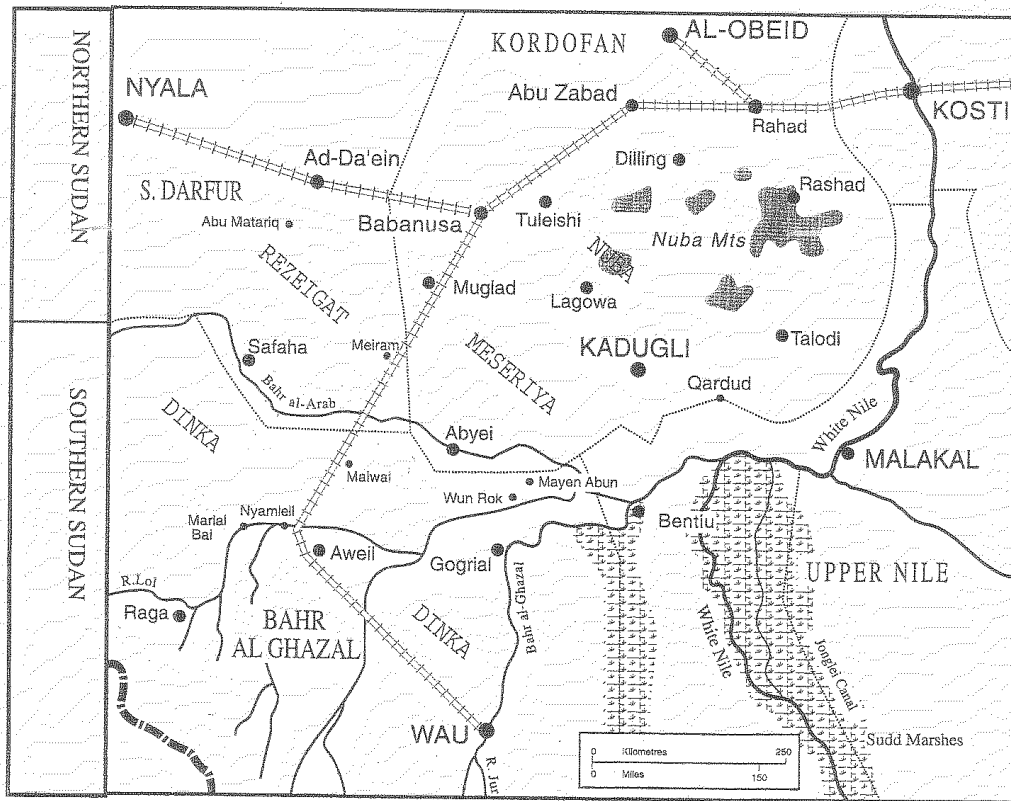 NORTHERN SUDAN
SOUTHERN SUDAN
KORDOFAN
AL-OBEID
NYALA
Abu Zabad
Rahad
KOSTI
Ad-Da'ein
Dilling
S. DARFUR
Rashad
Abu Matariq
Babanusa
Tuleishi
Nuba Mts
NUBA
REZEIGAT
Muglad
Lagowa
Talodi
Meiram
MESERIYA
KADUGLI
Safaha
Qardud
Bahr
al-Arab
White Nile
DINKA
Abyei
MALAKAL
Malwal
Mayen Abun
Wun Rok
Marial
Bai
Nyamleil
Bentiu
Aweil
Gogrial
UPPER NILE
R.Lol
Raga
BAHR
AL GHAZAL
DINKA
Bahr al-Ghazal
White Nile
Jonglei Canal
WAU
Sudd Marshes
R. Jur
0 Kilometres 250
0 Miles 150